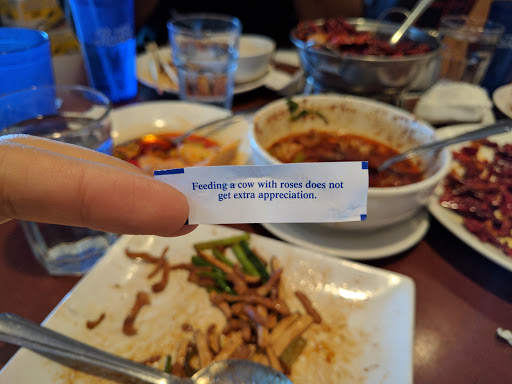 Feeding a cow with roses does not
get extra appreciation.